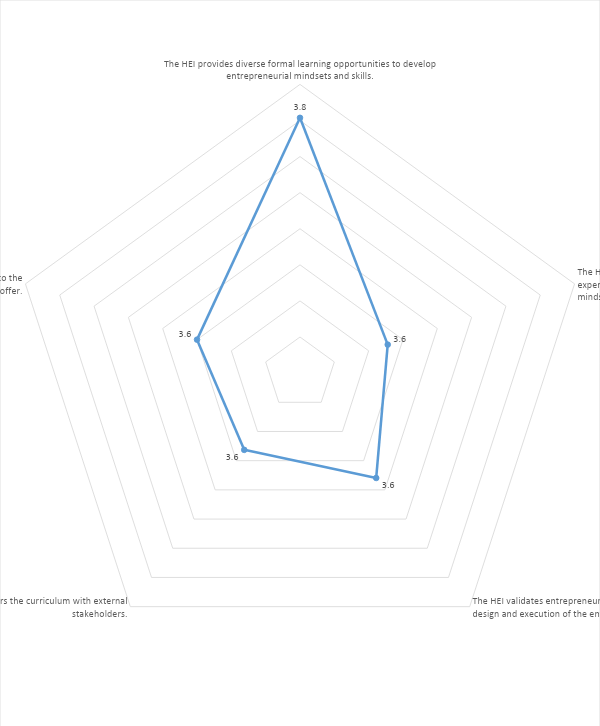 The HEI provides diverse formal learning opportunities to develop
entrepreneurial mindsets and skills.
3.8
to the
offer.
The H
exper
minds
3.6
3.6
3.6
3.6
rs the curriculum with external
stakeholders.
The HEI validates entrepreneur
design and execution of the en